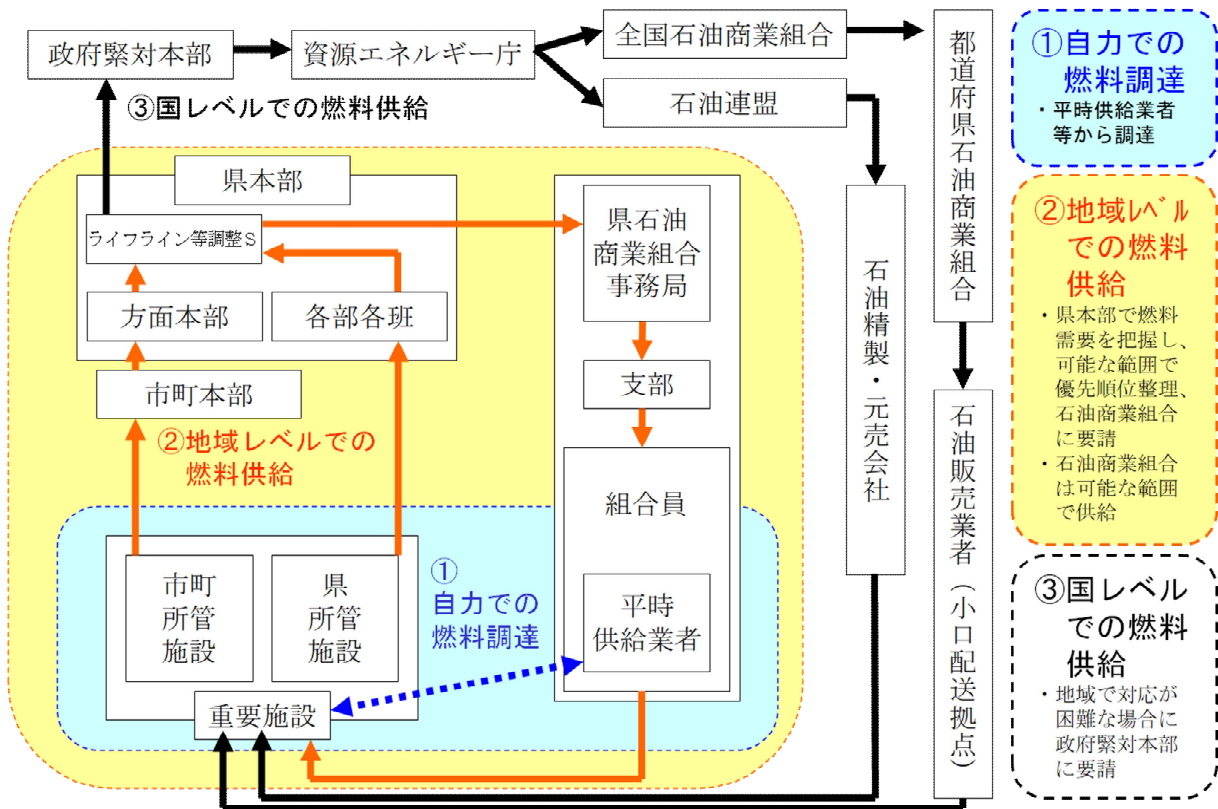 政府緊対本部
資源エネルギー庁
全国石油商業組合
石油連盟
③国レベルでの燃料供給
都道府県石油商業組合
石油精製・元売会社
石油販売業者（小口配送拠点）
県本部
ライフライン等調整Ｓ
方面本部
各部各班
市町本部
②地域レベルでの
燃料供給
県石油
商業組合
事務局
支部
組合員
平時
供給業者
市町
所管
施設
県
所管
施設
重要施設
①
自力での
燃料調達
①自力での
燃料調達
・平時供給業者
等から調達
②地域ﾚﾍﾞﾙ
での燃料
供給
・県本部で燃料
需要を把握し、
可能な範囲で
優先順位整理、
石油商業組合
に要請
・石油商業組合
は可能な範囲
で供給
③国レベル
での燃料
供給
・地域で対応が
困難な場合に
政府緊対本部
に要請